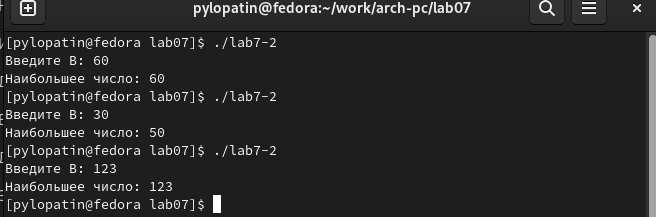 pylopatin@fedora:~/work/arch-pc/lab07
[pylopatin@fedora lab07]$ ./lab7-2
Введите B: 60
Наибольшее число: 60
[pylopatin@fedora lab07]$ ./lab7-2
Введите B: 30
Наибольшее число: 50
[pylopatin@fedora lab07]$ ./lab7-2
Введите B: 123
Наибольшее число: 123
[pylopatin@fedora lab07]$